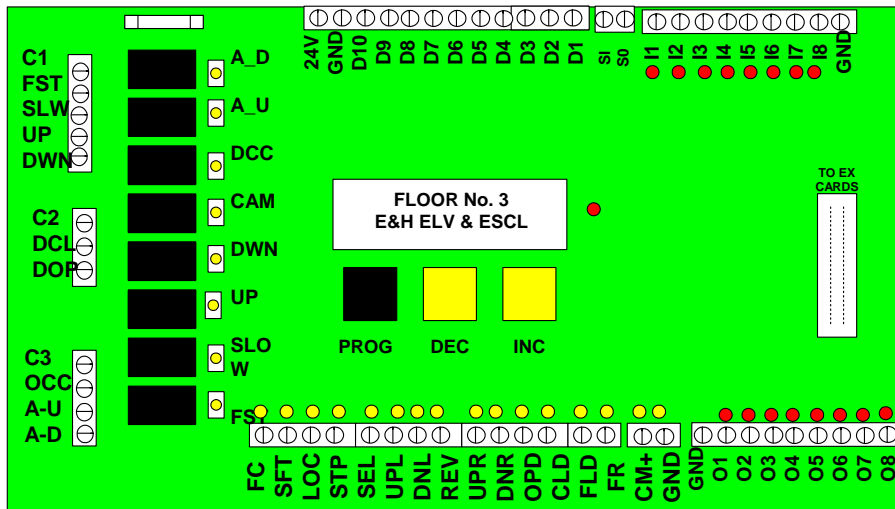 24V GND D10 D9 D8 D7 D6 D5 D4 D3 D2 D1 SI S0 I1 I2 I3 I4 I5 I6 I7 I8 GND
C1
FST
SLW
UP
DWN
C2
DCL
DOP
C3
OCC
A-U
A-D
A_D
A_U
DCC
CAM
DWN
UP
SLO
W
FST
FLOOR No. 3
E&H ELV & ESCL
PROG DEC INC
TO EX
CARDS
FC SFT LOC STP SEL UPL DNL REV UPR DNR OPD CLD FLD FR CM+ GND GND O1 O2 O3 O4 O5 O6 O7 O8